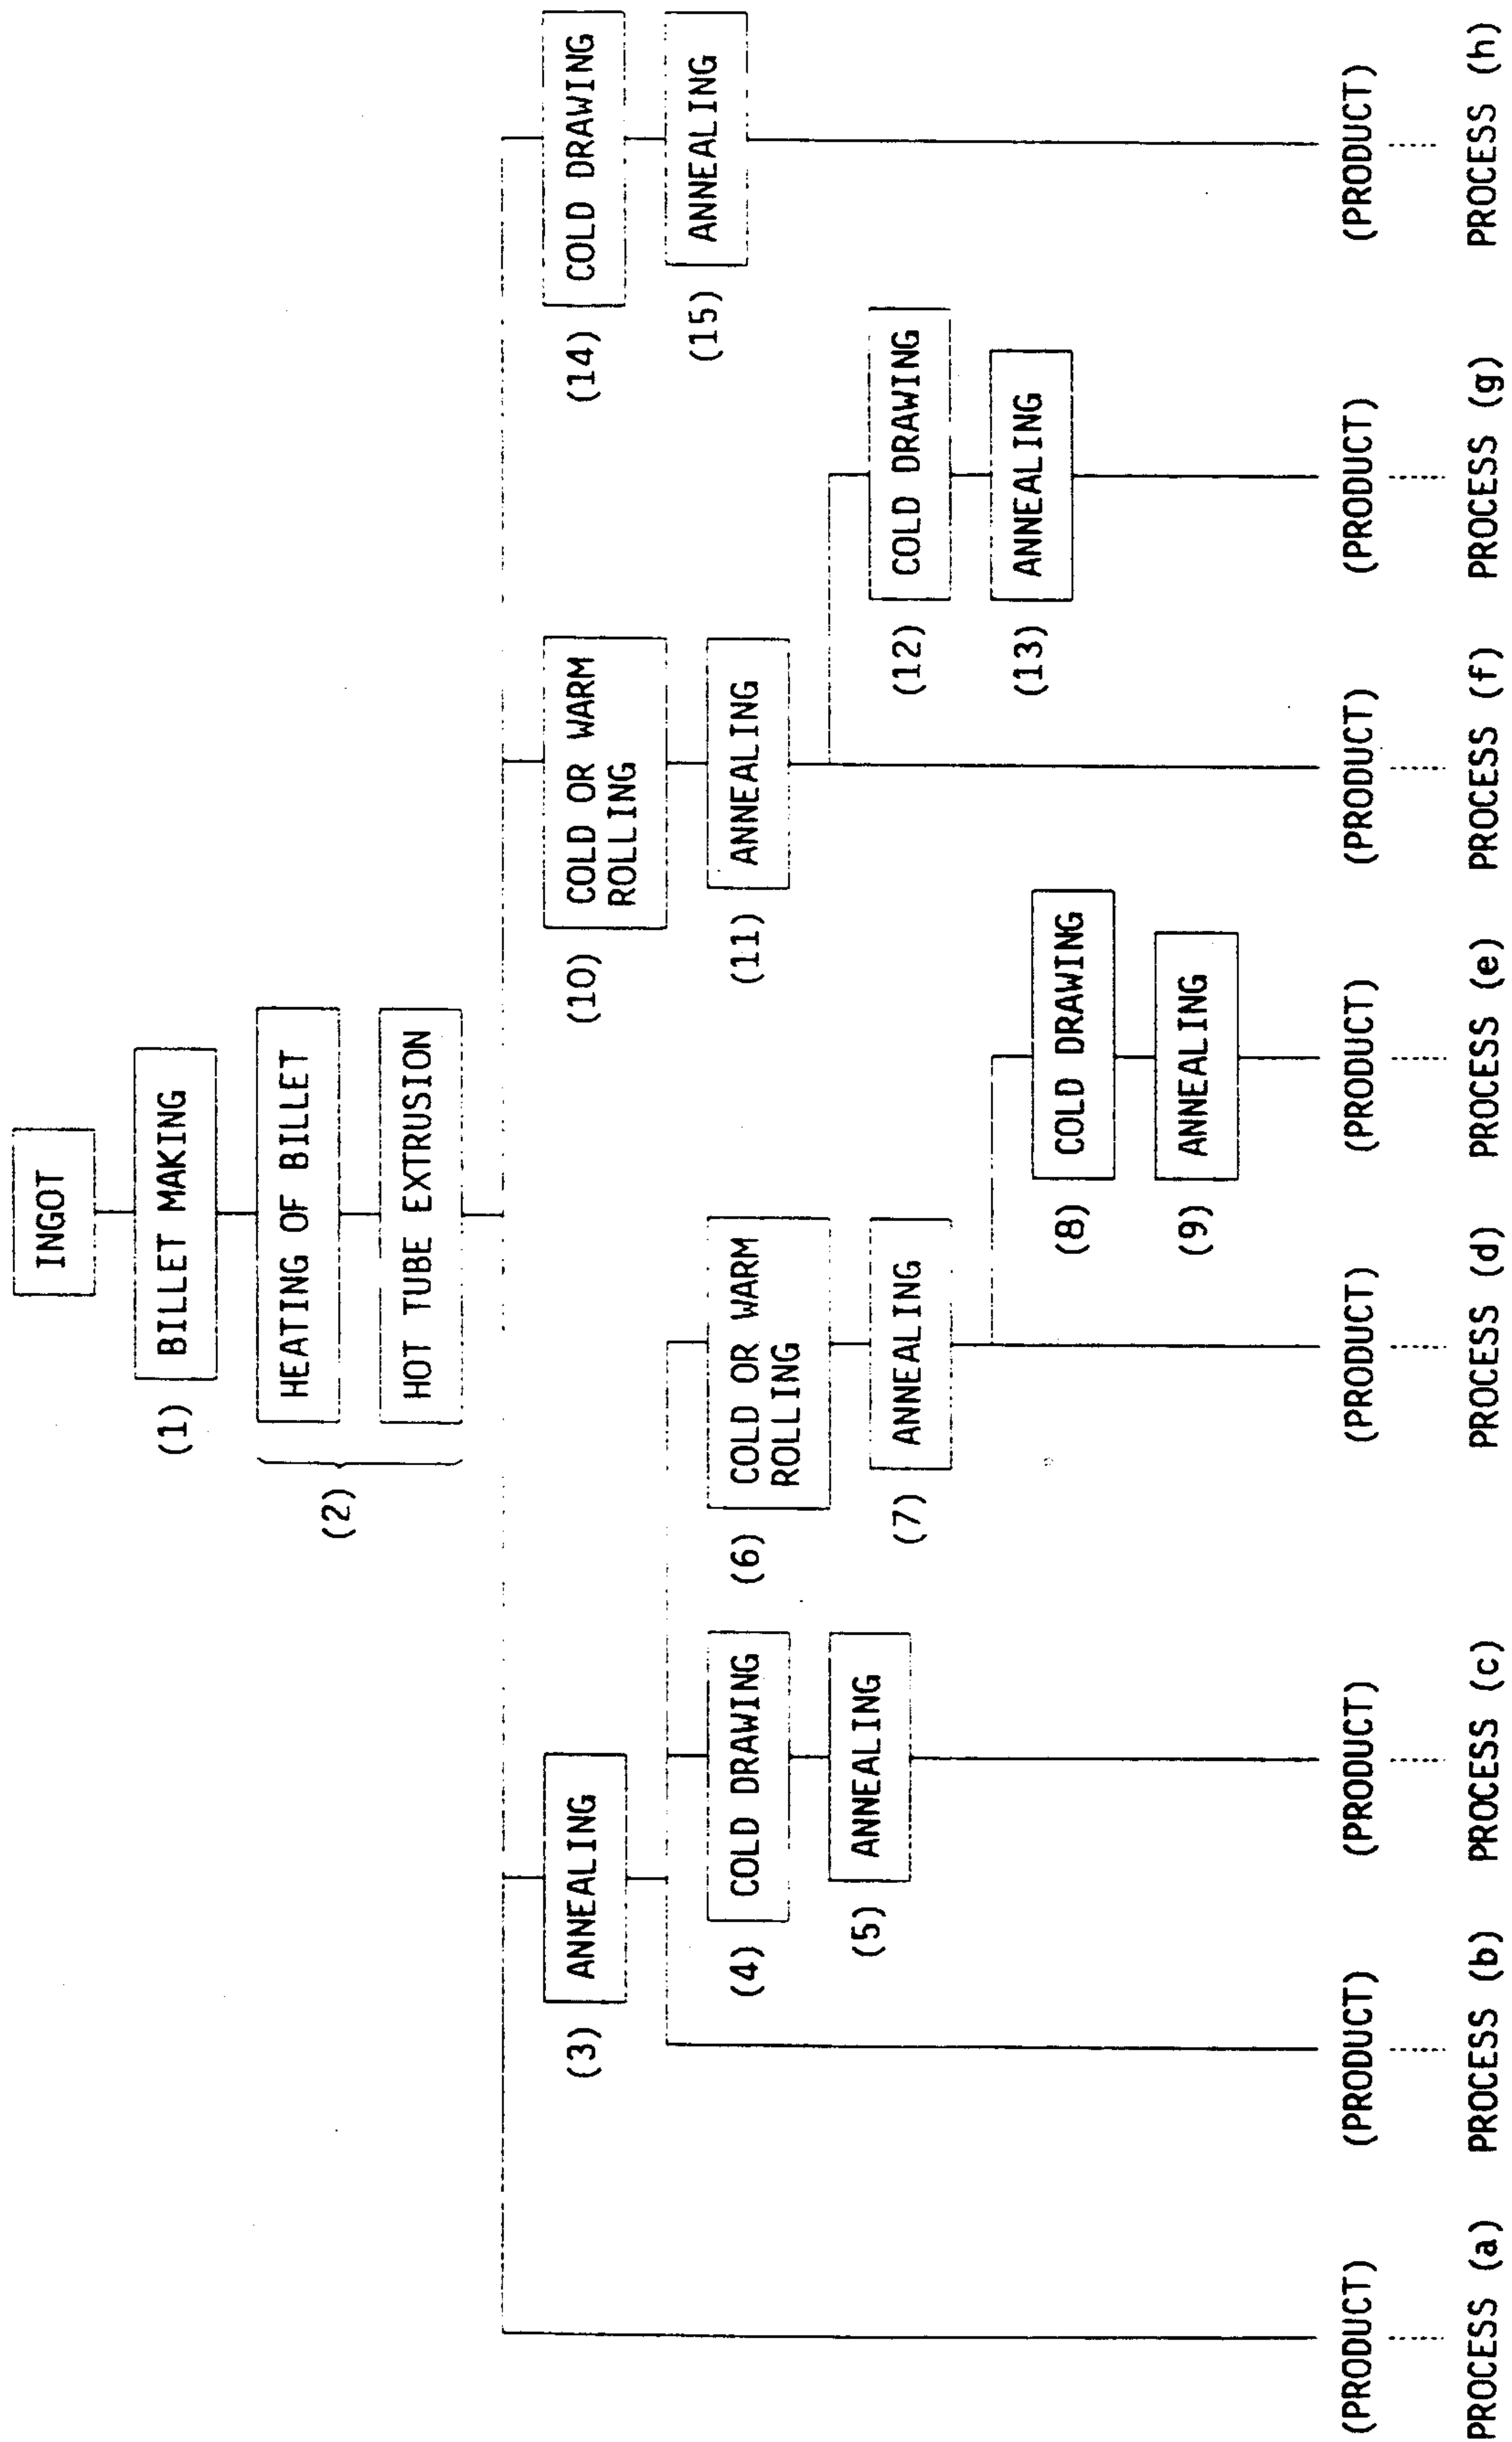 INGOT
(1) BILLET MAKING
(2)
HEATING OF BILLET
HOT TUBE EXTRUSION
(3) ANNEALING
(4) COLD DRAWING
(5) ANNEALING
(6) COLD OR WARM
ROLLING
(7) ANNEALING
(8) COLD DRAWING
(9) ANNEALING
(10) COLD OR WARM
ROLLING
(11) ANNEALING
(12) COLD DRAWING
(13) ANNEALING
(14) COLD DRAWING
(15) ANNEALING
(PRODUCT) (PRODUCT) (PRODUCT) (PRODUCT) (PRODUCT) (PRODUCT) (PRODUCT) (PRODUCT)
PROCESS (a) PROCESS (b) PROCESS (c) PROCESS (d) PROCESS (e) PROCESS (f) PROCESS (g) PROCESS (h)